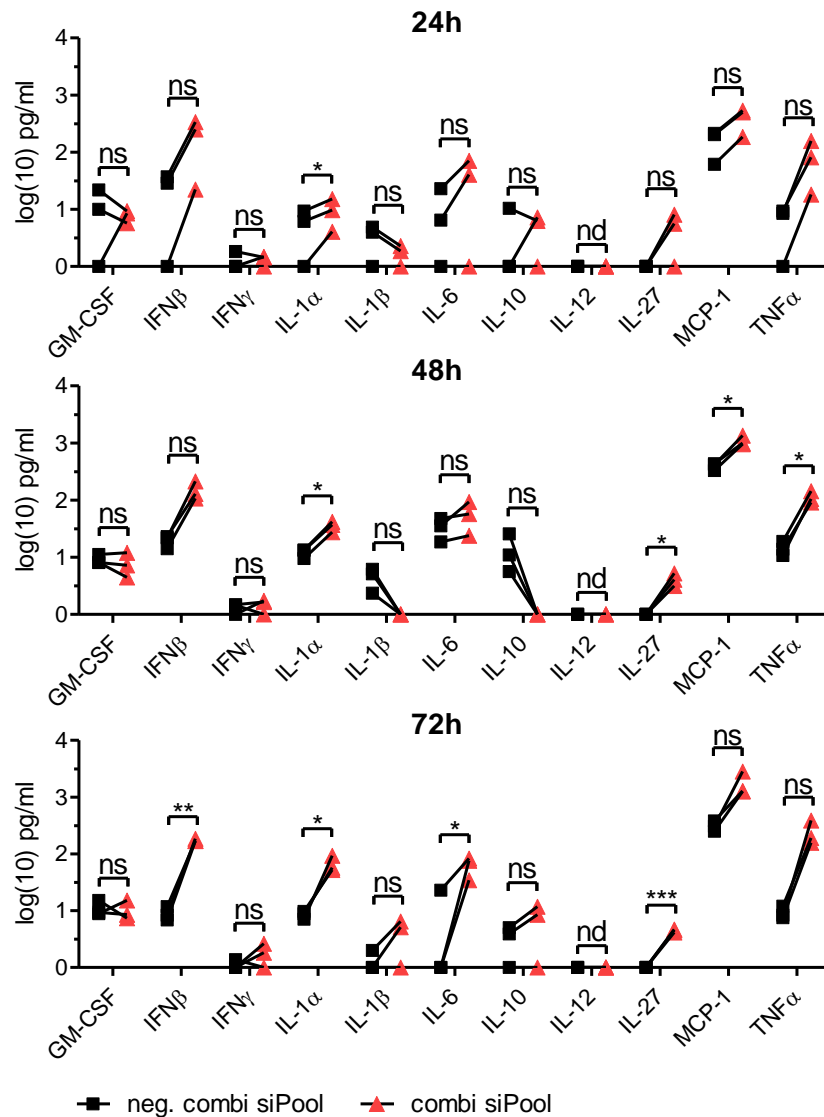 24h
log(10) pg/ml
4
3
2
1
0
ns ns ns * ns ns ns nd ns ns ns
GM-CSF IFNβ IFNγ IL-1α IL-1β IL-6 IL-10 IL-12 IL-27 MCP-1 TNFα
48h
log(10) pg/ml
4
3
2
1
0
ns ns ns * ns ns ns nd * * *
GM-CSF IFNβ IFNγ IL-1α IL-1β IL-6 IL-10 IL-12 IL-27 MCP-1 TNFα
72h
log(10) pg/ml
4
3
2
1
0
ns ** ns * ns * ns nd *** ns ns
GM-CSF IFNβ IFNγ IL-1α IL-1β IL-6 IL-10 IL-12 IL-27 MCP-1 TNFα
neg. combi siPool combi siPool